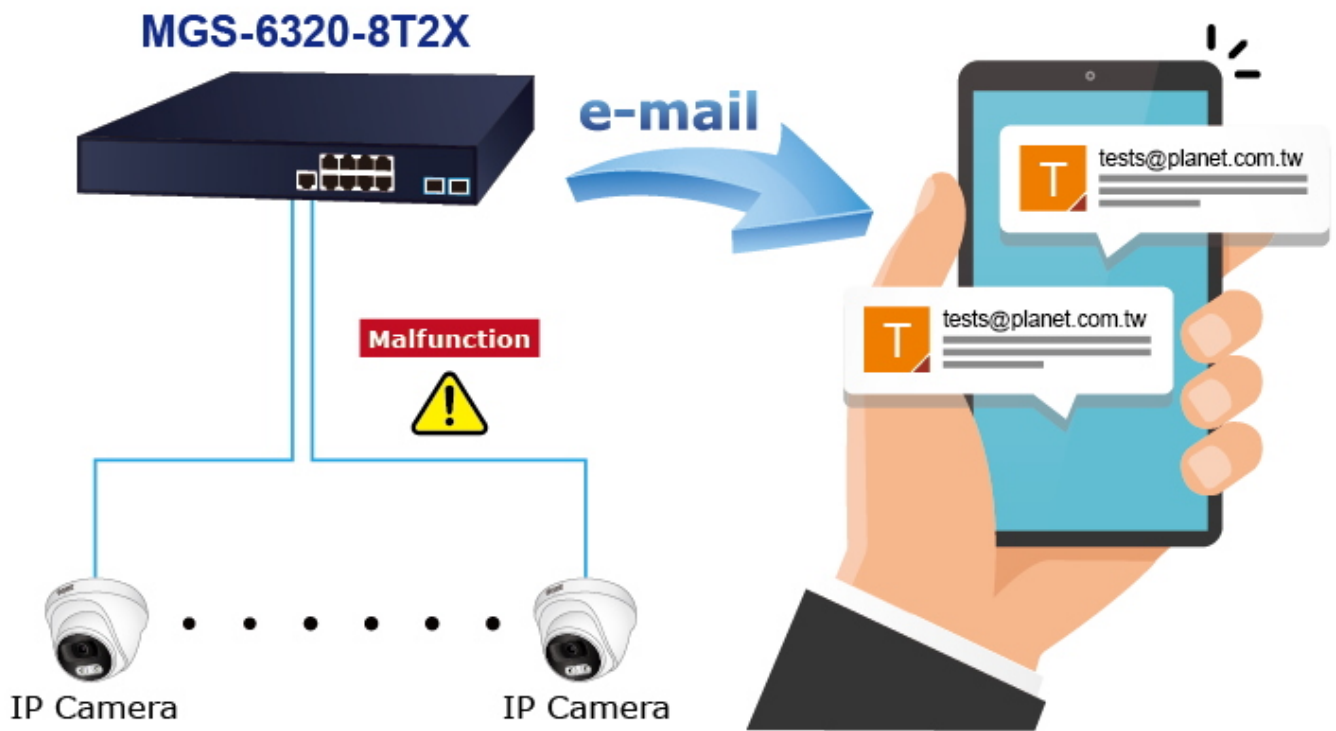 MGS-6320-8T2X
e-mail
T
tests@planet.com.tw
T
tests@planet.com.tw
Malfunction
!
IP Camera
IP Camera